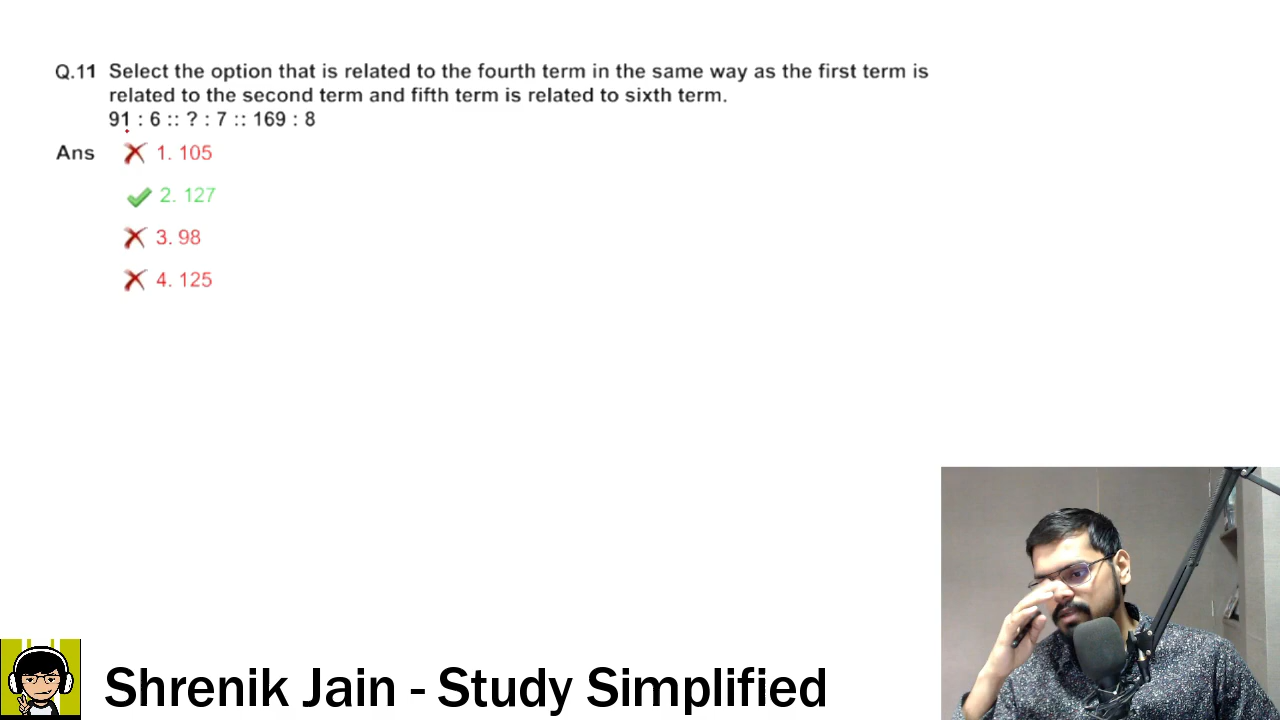 Q.11 Select the option that is related to the fourth term in the same way as the first term is
related to the second term and fifth term is related to sixth term.
91 : 6 :: ? : 7 :: 169 : 8
Ans 1. 105
2. 127
3. 98
4. 125
Shrenik Jain - Study Simplified